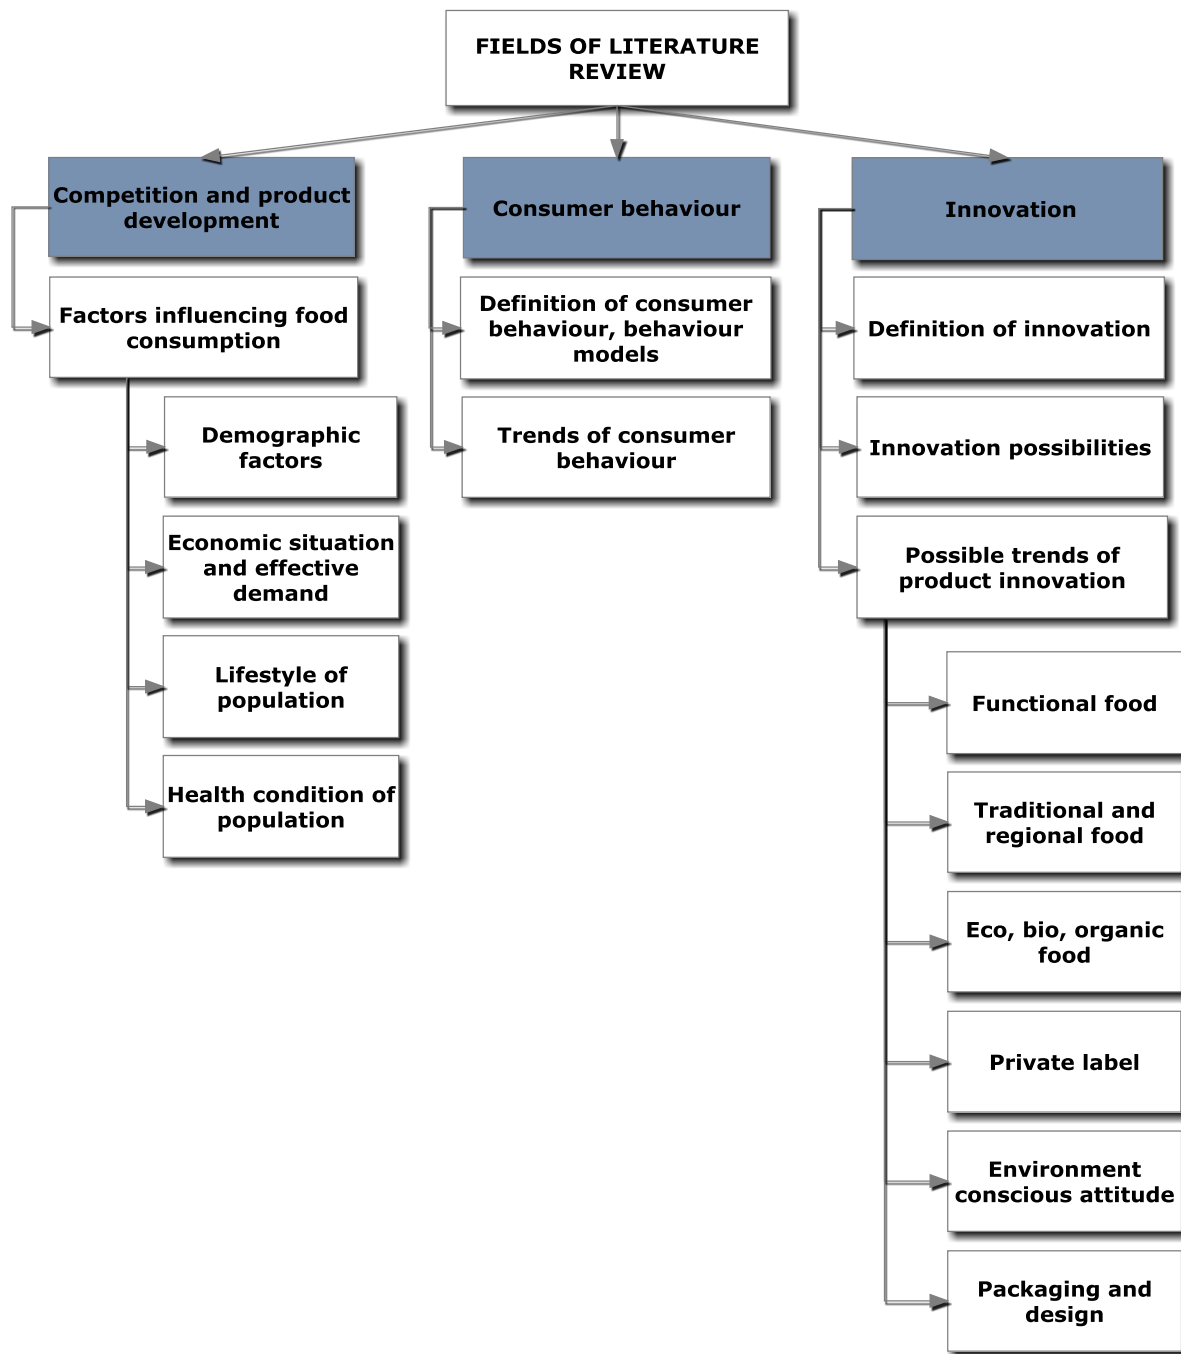 FIELDS OF LITERATURE
REVIEW
Competition and product
development
Factors influencing food
consumption
Demographic
factors
Economic situation
and effective
demand
Lifestyle of
population
Health condition of
population
Consumer behaviour
Definition of consumer
behaviour, behaviour
models
Trends of consumer
behaviour
Innovation
Definition of innovation
Innovation possibilities
Possible trends of
product innovation
Functional food
Traditional and
regional food
Eco, bio, organic
food
Private label
Environment
conscious attitude
Packaging and
design